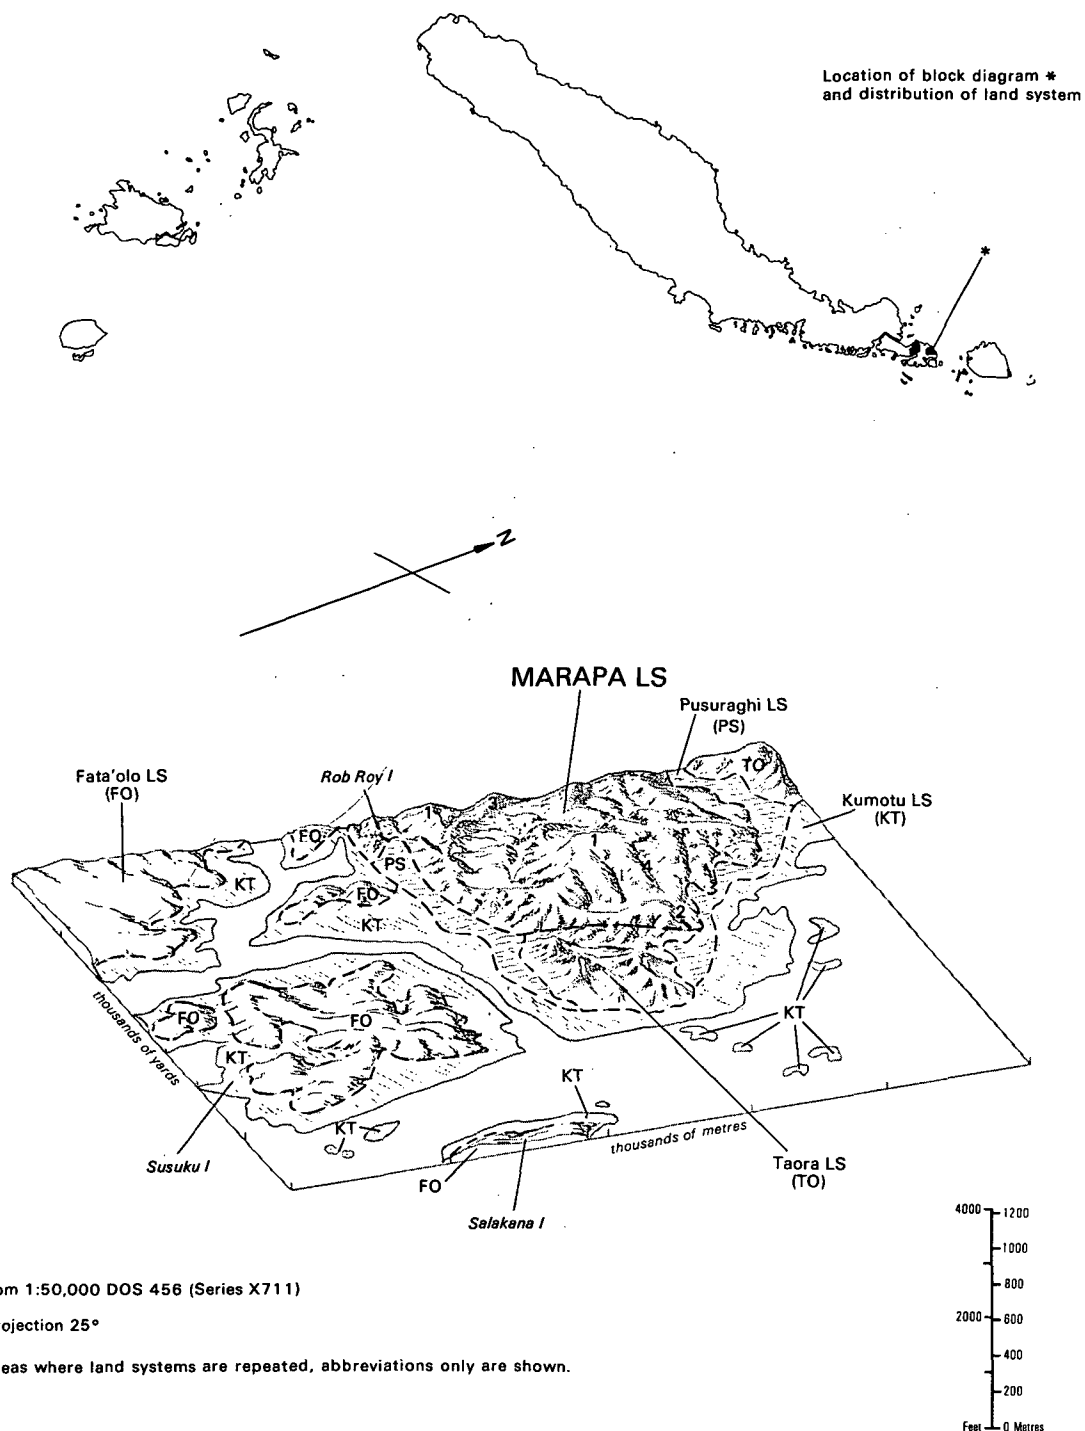 Location of block diagram *
and distribution of land system
*
N
MARAPA LS
Pusuraghi LS
(PS)
Fata'olo LS
(FO)
Rob Roy I
TO
Kumotu LS
(KT)
FO
1
3
PS
KT
FO
KT
2
FO
FO
KT
KT
thousands of yards
KT
KT
thousands of metres
Susuku I
FO
Taora LS
(TO)
Salakana I
4000 1200
1000
800
2000 600
400
200
Feet 0 Metres
om 1:50,000 DOS 456 (Series X711)
ojection 25°
eas where land systems are repeated, abbreviations only are shown.